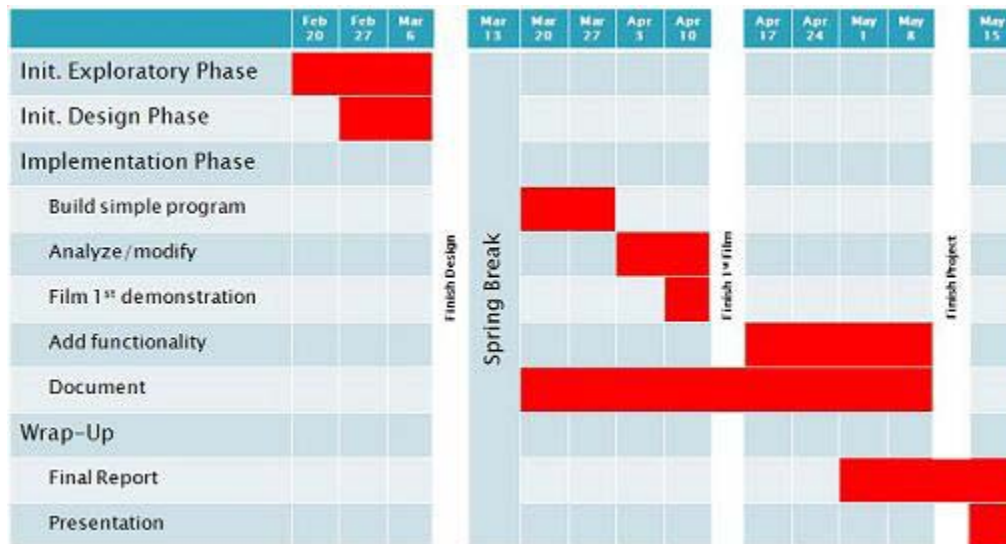 Feb 20
Feb 27
Mar 6
Mar 13
Mar 20
Mar 27
Apr 3
Apr 10
Apr 17
Apr 24
May 1
May 8
May 15
Init. Exploratory Phase
Init. Design Phase
Implementation Phase
Build simple program
Analyze/modify
Film 1st demonstration
Add functionality
Document
Wrap-Up
Final Report
Presentation
Finish Design
Spring Break
Finish 1st Film
Finish Project